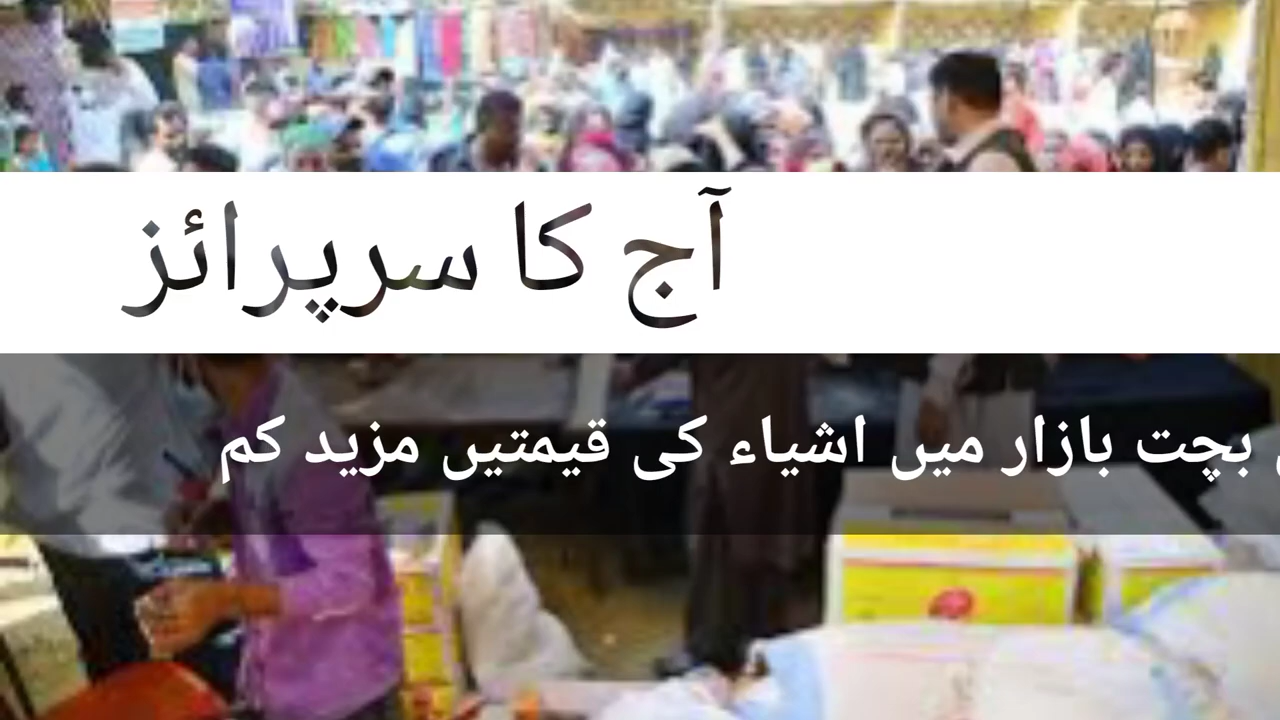 آج کا سرپرائز
بچت بازار میں اشیاء کی قیمتیں مزید کم